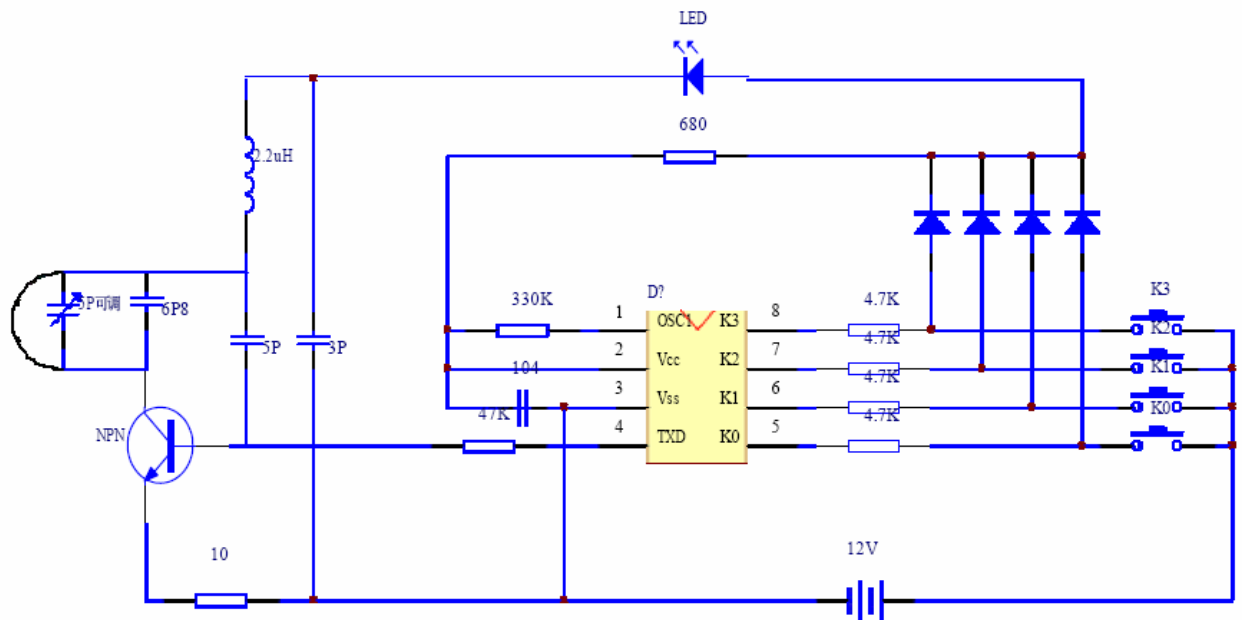 LED
680
2.2uH
5P可调
6P8
5P
3P
330K
D?
4.7K
K3
1
OSC1
K3
8
K2
4.7K
2
Vcc
K2
7
K1
104
4.7K
3
Vss
K1
6
K0
47K
4.7K
4
TXD
K0
5
NPN
10
12V